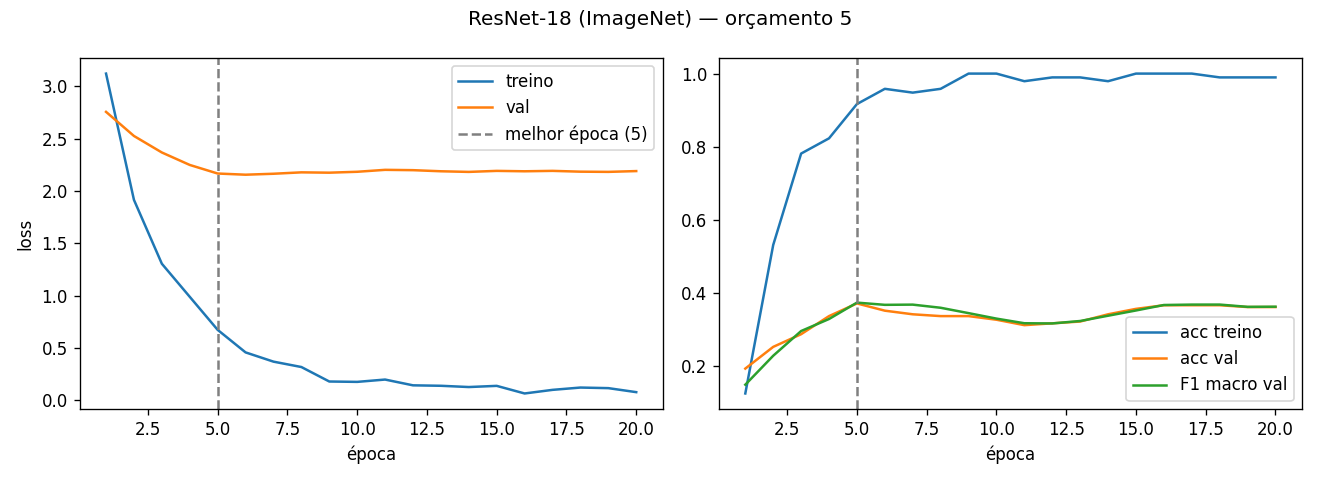 ResNet-18 (ImageNet) — orçamento 5
loss
3.0
2.5
2.0
1.5
1.0
0.5
0.0
treino
val
melhor época (5)
2.5 5.0 7.5 10.0 12.5 15.0 17.5 20.0
época
1.0
0.8
0.6
0.4
0.2
acc treino
acc val
F1 macro val
2.5 5.0 7.5 10.0 12.5 15.0 17.5 20.0
época